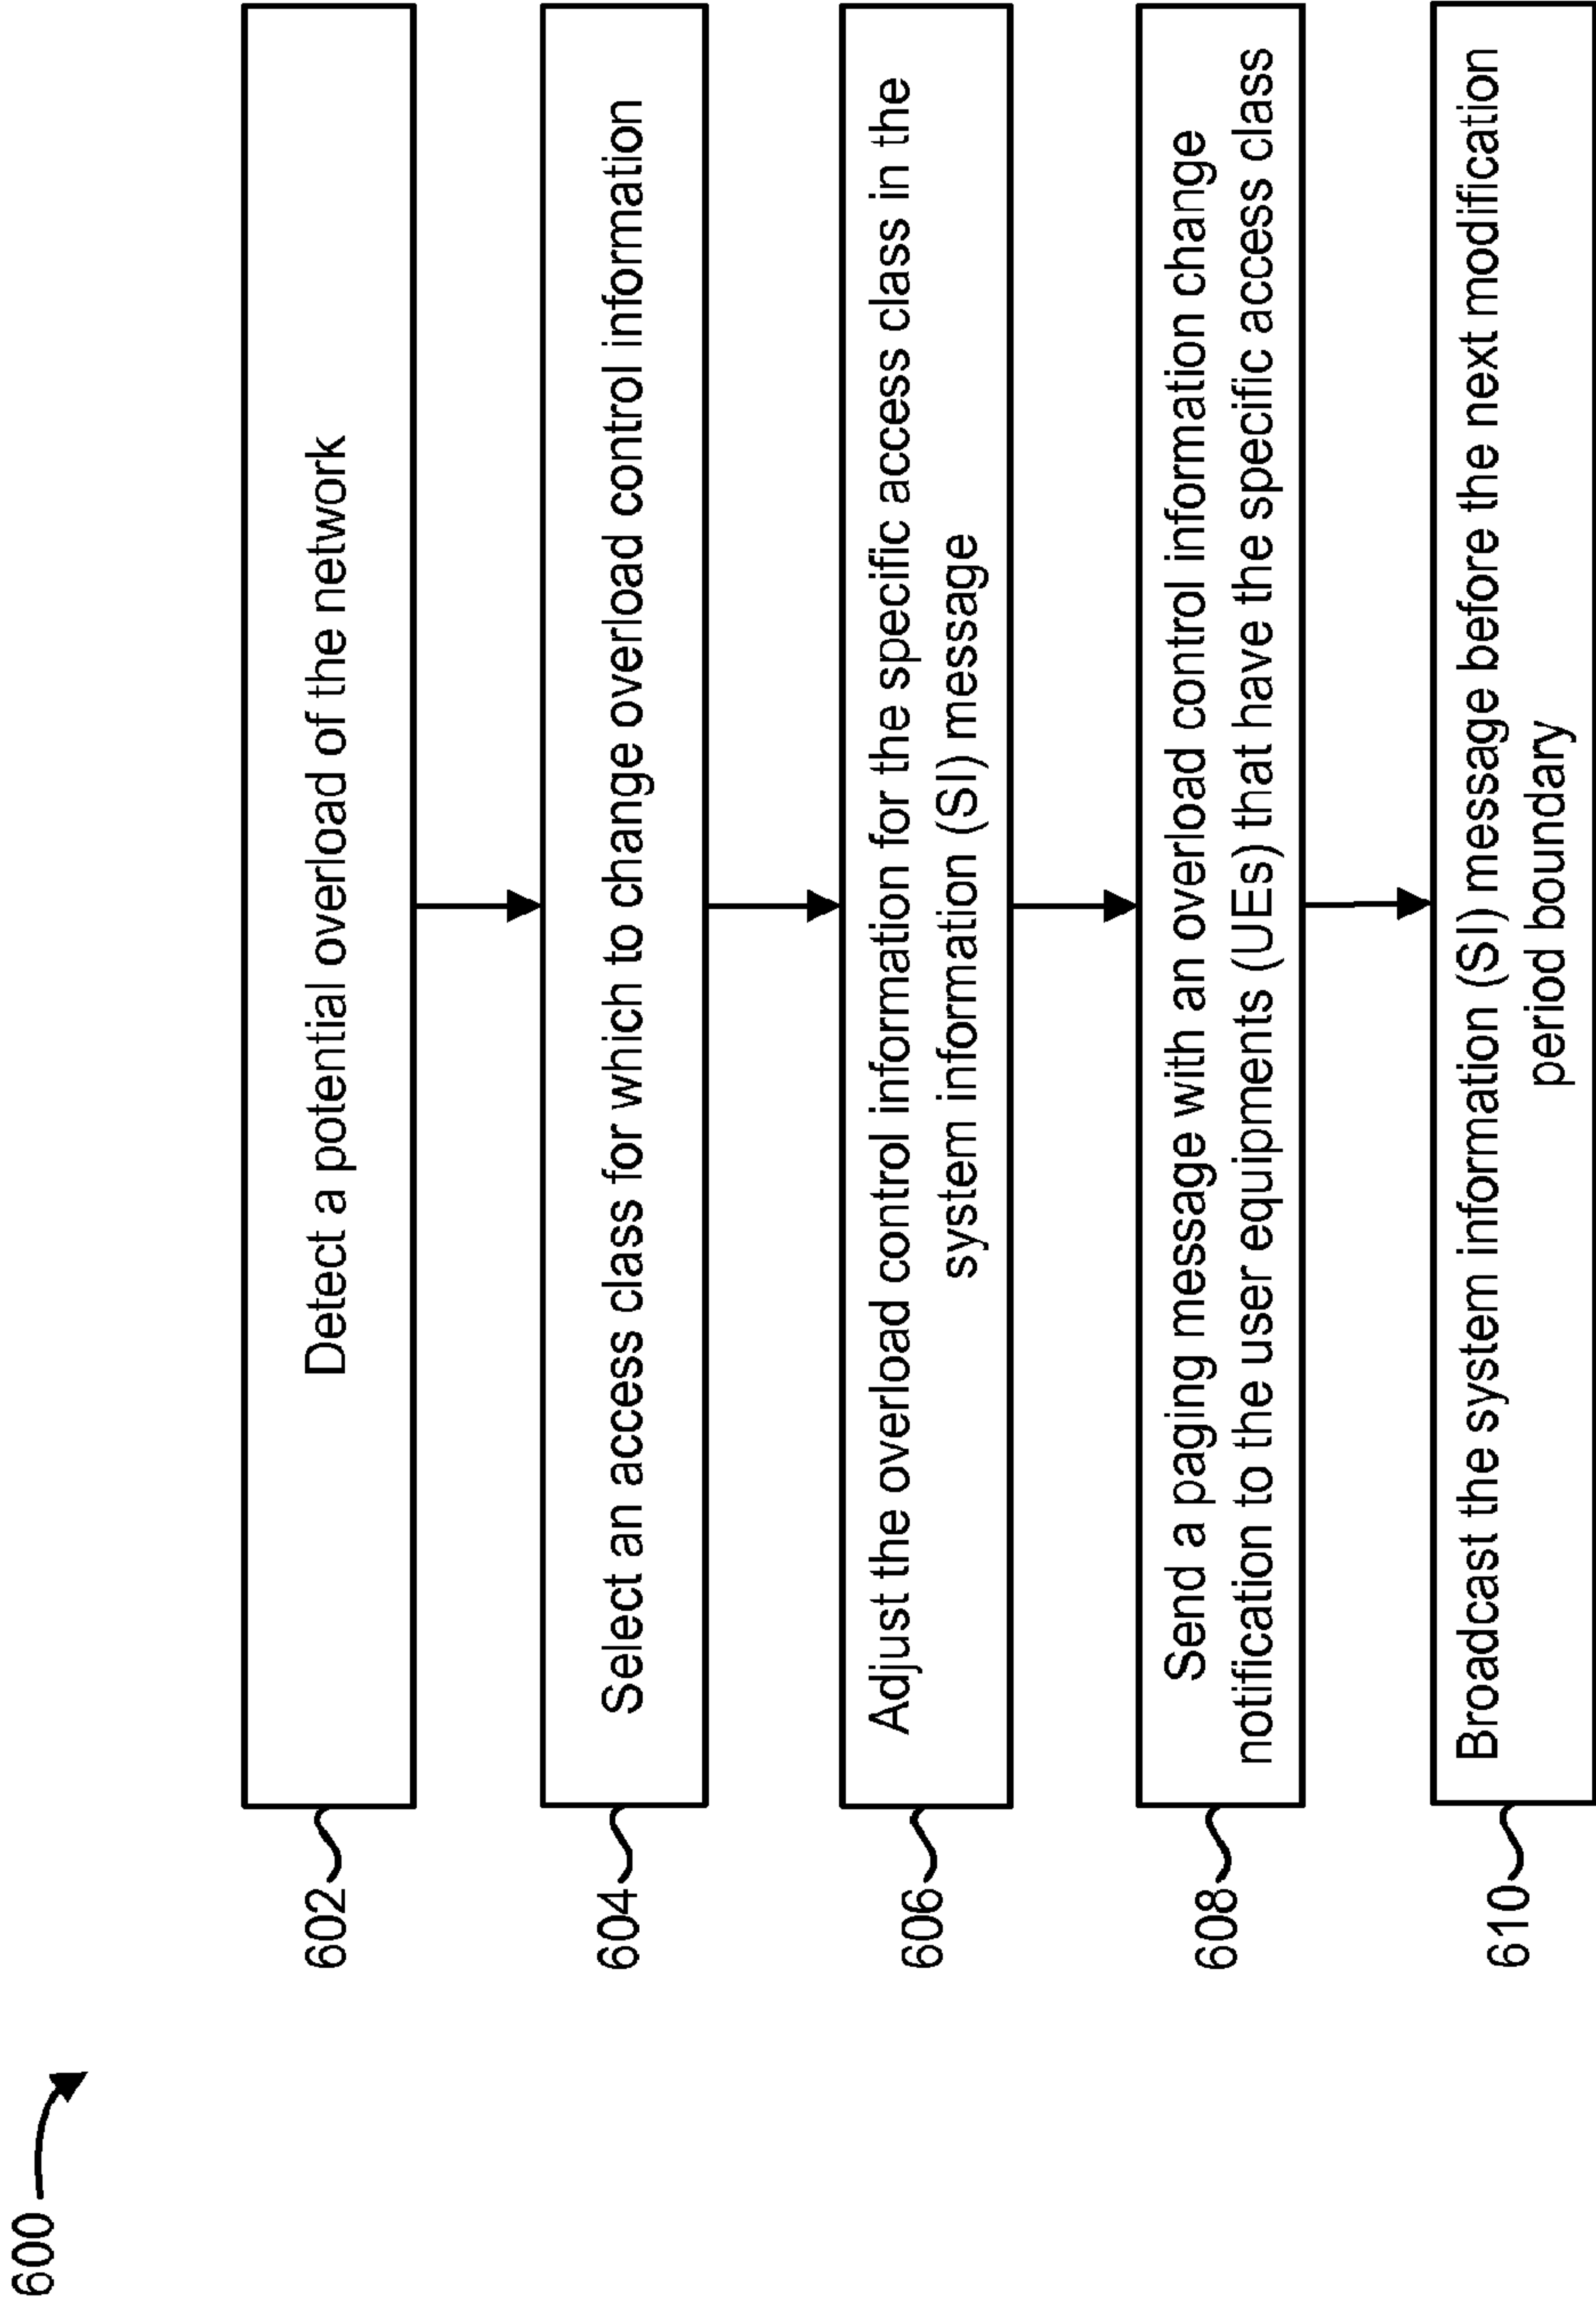 600
602
Detect a potential overload of the network
604
Select an access class for which to change overload control information
606
Adjust the overload control information for the specific access class in the
system information (SI) message
608
Send a paging message with an overload control information change
notification to the user equipments (UEs) that have the specific access class
610
Broadcast the system information (SI) message before the next modification
period boundary